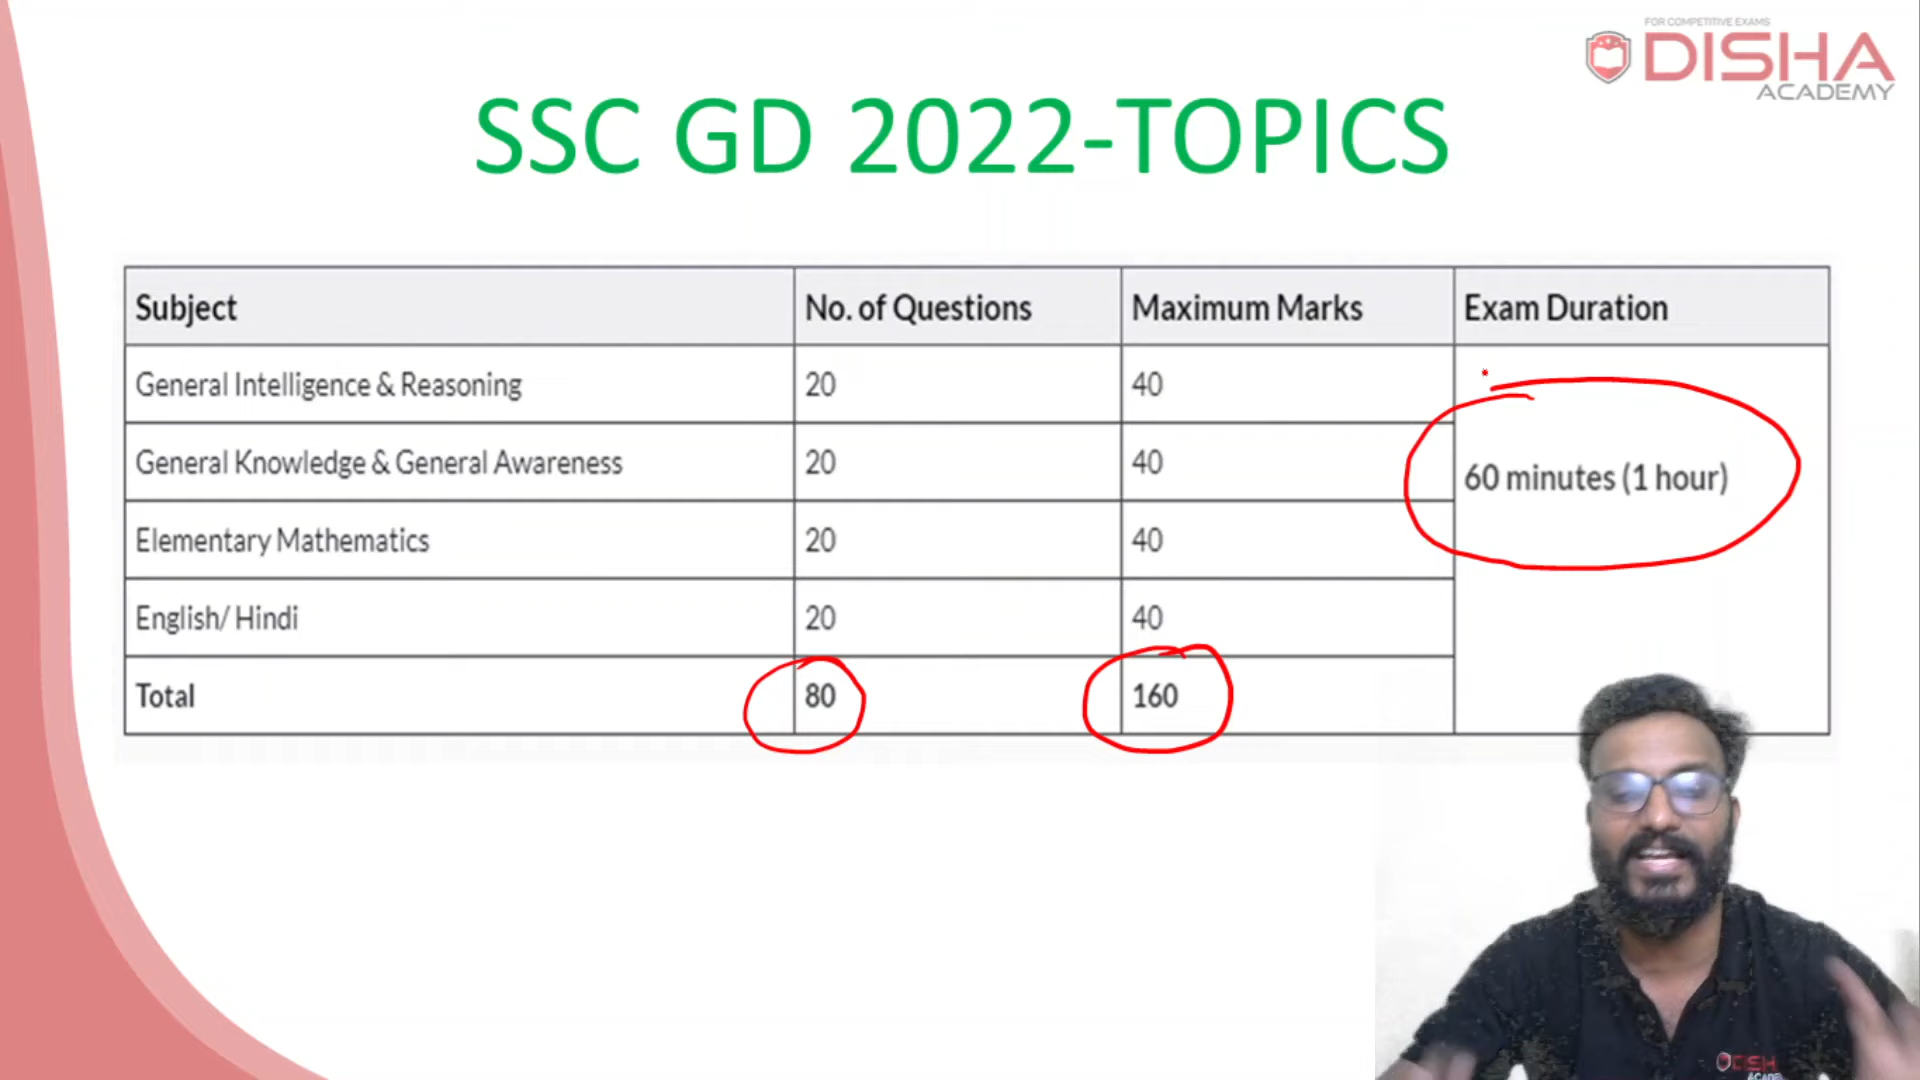 FOR COMPETITIVE EXAMS
DISHA
ACADEMY
SSC GD 2022-TOPICS
Subject No. of Questions Maximum Marks Exam Duration
General Intelligence & Reasoning 20 40
General Knowledge & General Awareness 20 40 60 minutes (1 hour)
Elementary Mathematics 20 40
English/ Hindi 20 40
Total 80 160